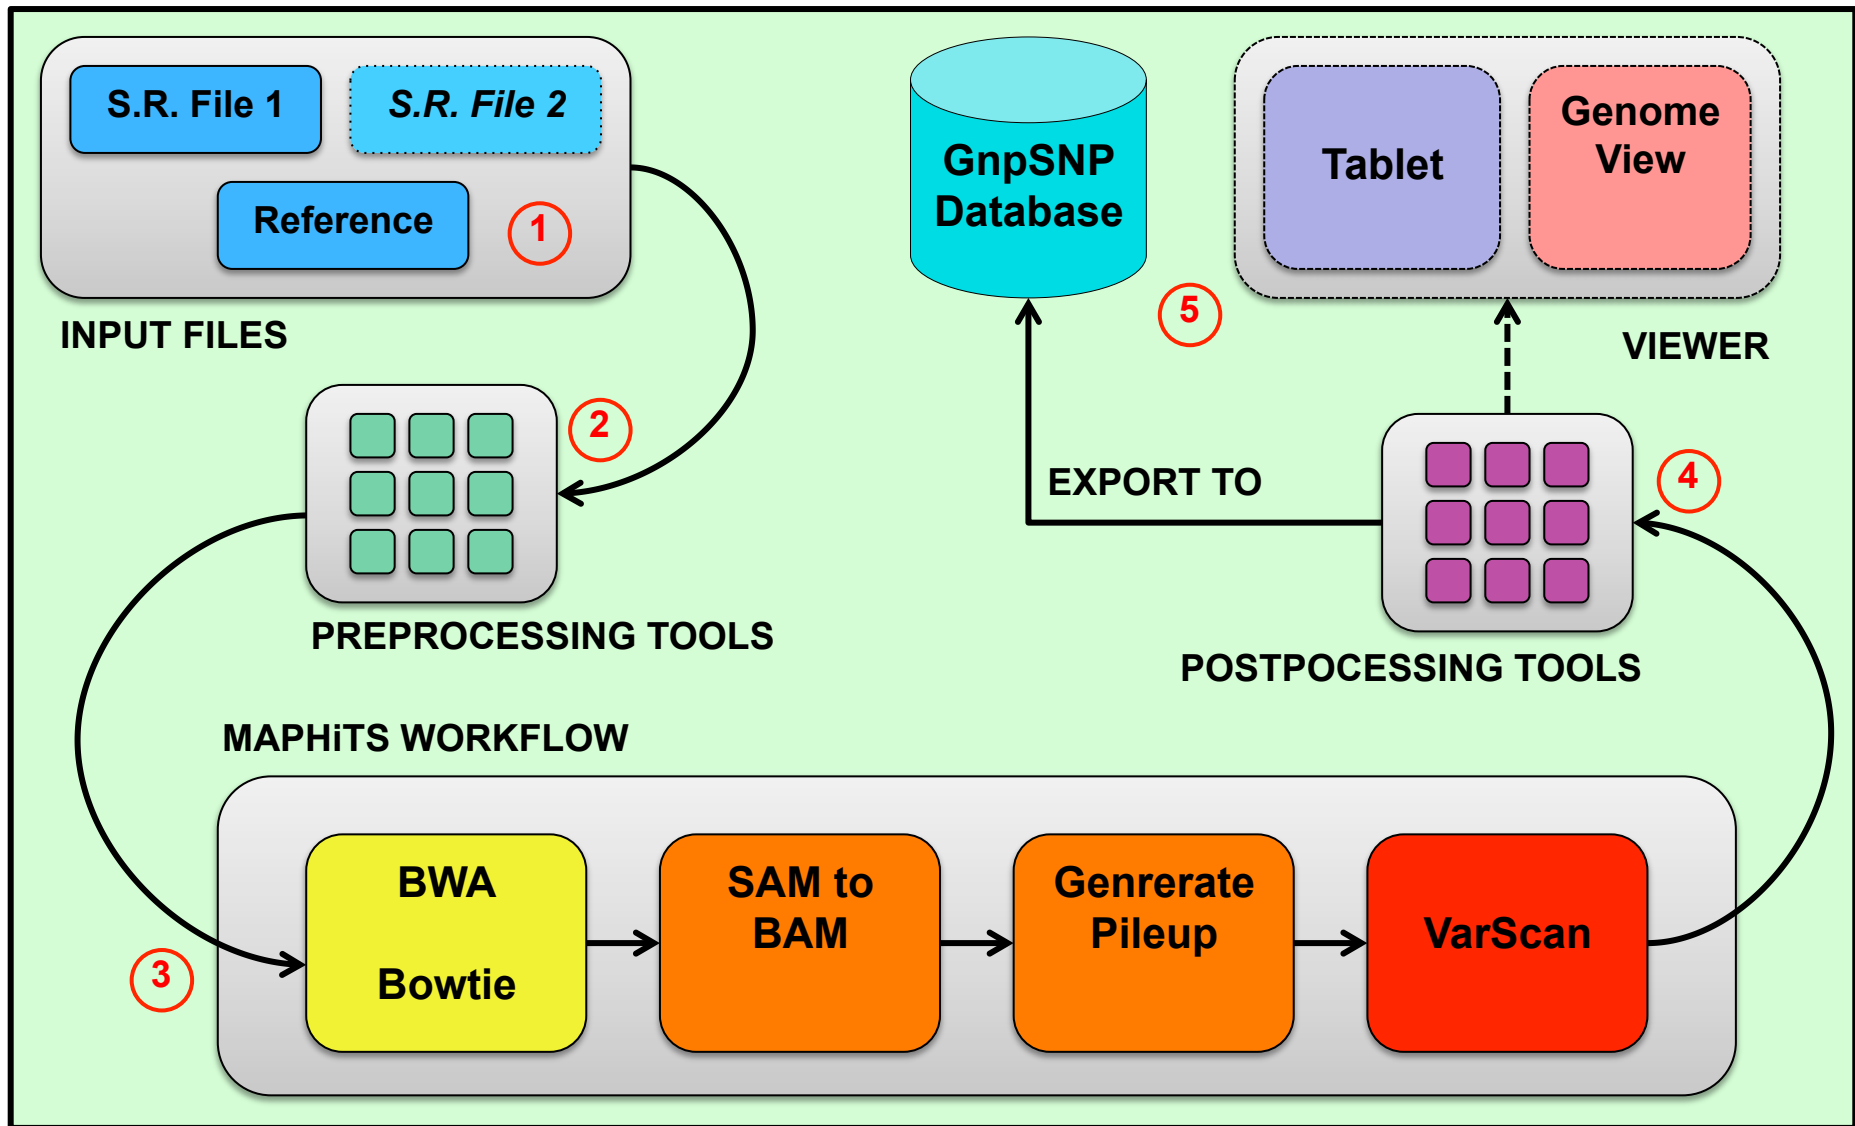 S.R. File 1
S.R. File 2
Reference
1
INPUT FILES
2
PREPROCESSING TOOLS
MAPHiTS WORKFLOW
3
BWA
Bowtie
SAM to
BAM
Genrerate
Pileup
VarScan
4
POSTPOCESSING TOOLS
EXPORT TO
GnpSNP
Database
5
Tablet
Genome
View
VIEWER